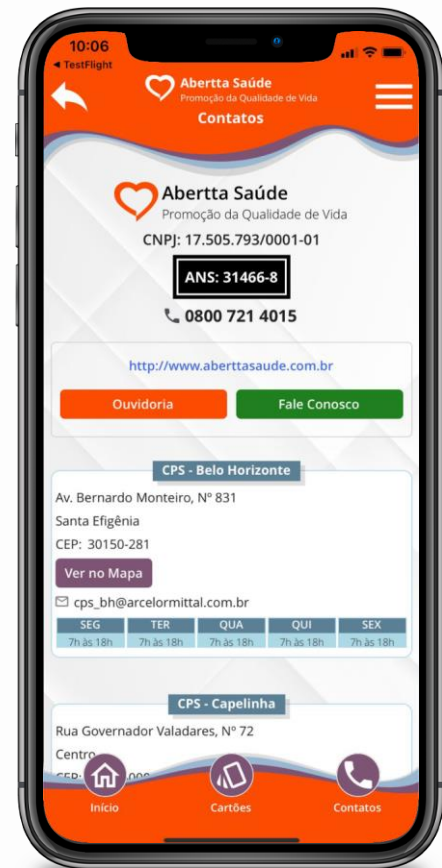 10:06
◄ TestFlight
Abertta Saúde
Promoção da Qualidade de Vida
Contatos
Abertta Saúde
Promoção da Qualidade de Vida
CNPJ: 17.505.793/0001-01
ANS: 31466-8
0800 721 4015
http://www.aberttasaude.com.br
Ouvidoria Fale Conosco
CPS - Belo Horizonte
Av. Bernardo Monteiro, Nº 831
Santa Efigênia
CEP: 30150-281
Ver no Mapa
cps_bh@arcelormittal.com.br
SEG TER QUA QUI SEX
7h às 18h 7h às 18h 7h às 18h 7h às 18h 7h às 18h
CPS - Capelinha
Rua Governador Valadares, Nº 72
Centro
CEP:
Início Cartões Contatos